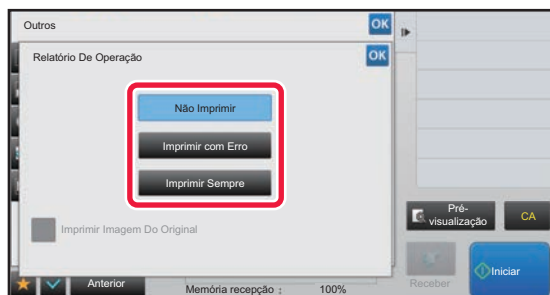 Outros
OK
Relatório De Operação
OK
Não Imprimir
Imprimir com Erro
Imprimir Sempre
Imprimir Imagem Do Original
Pré-
visualização
CA
Anterior
Memória recepção :
100%
Receber
Iniciar